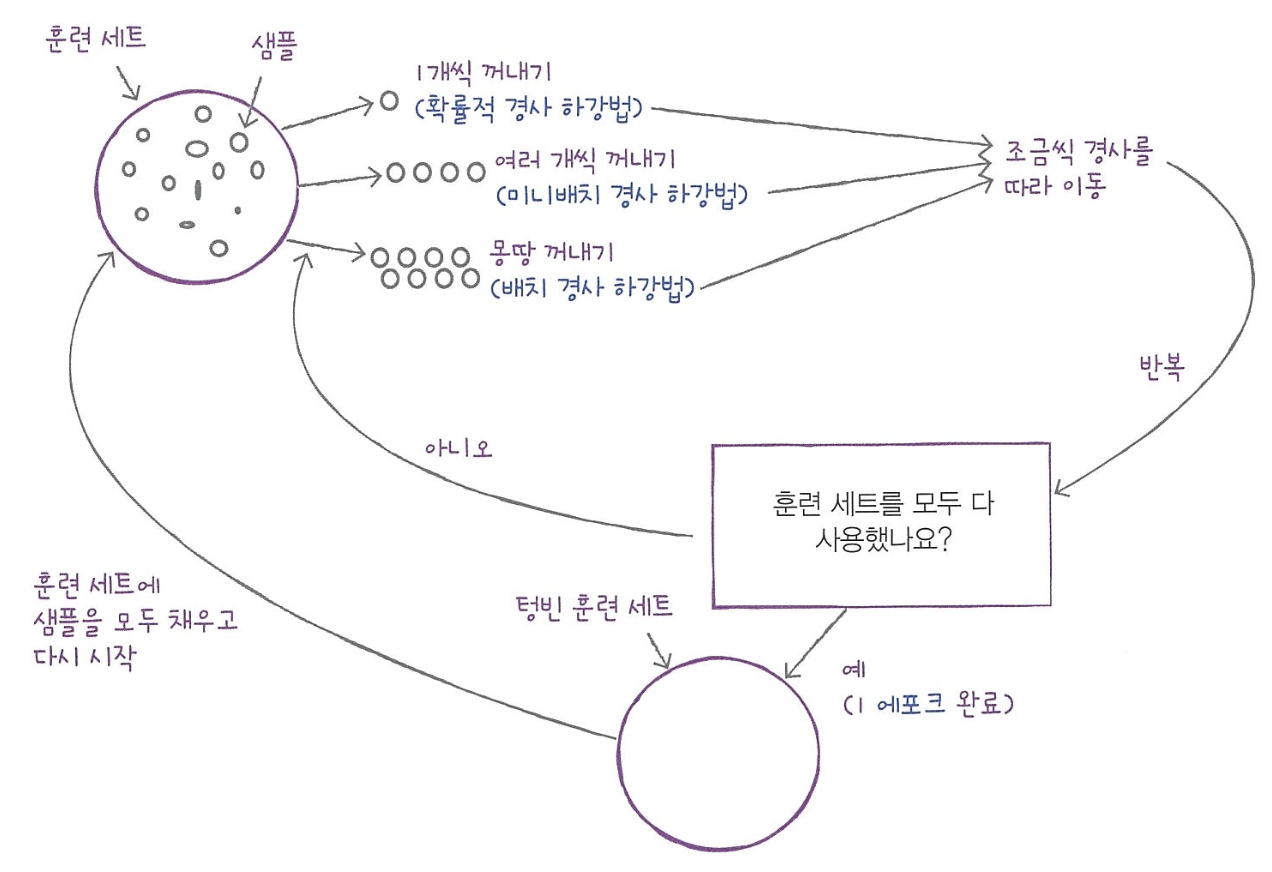 훈련 세트
샘플
1개씩 꺼내기
(확률적 경사 하강법)
여러 개씩 꺼내기
(미니배치 경사 하강법)
몽땅 꺼내기
(배치 경사 하강법)
조금씩 경사를
따라 이동
반복
아니오
훈련 세트를 모두 다
사용했나요?
훈련 세트에
샘플을 모두 채우고
다시 시작
텅빈 훈련 세트
예
(1 에포크 완료)